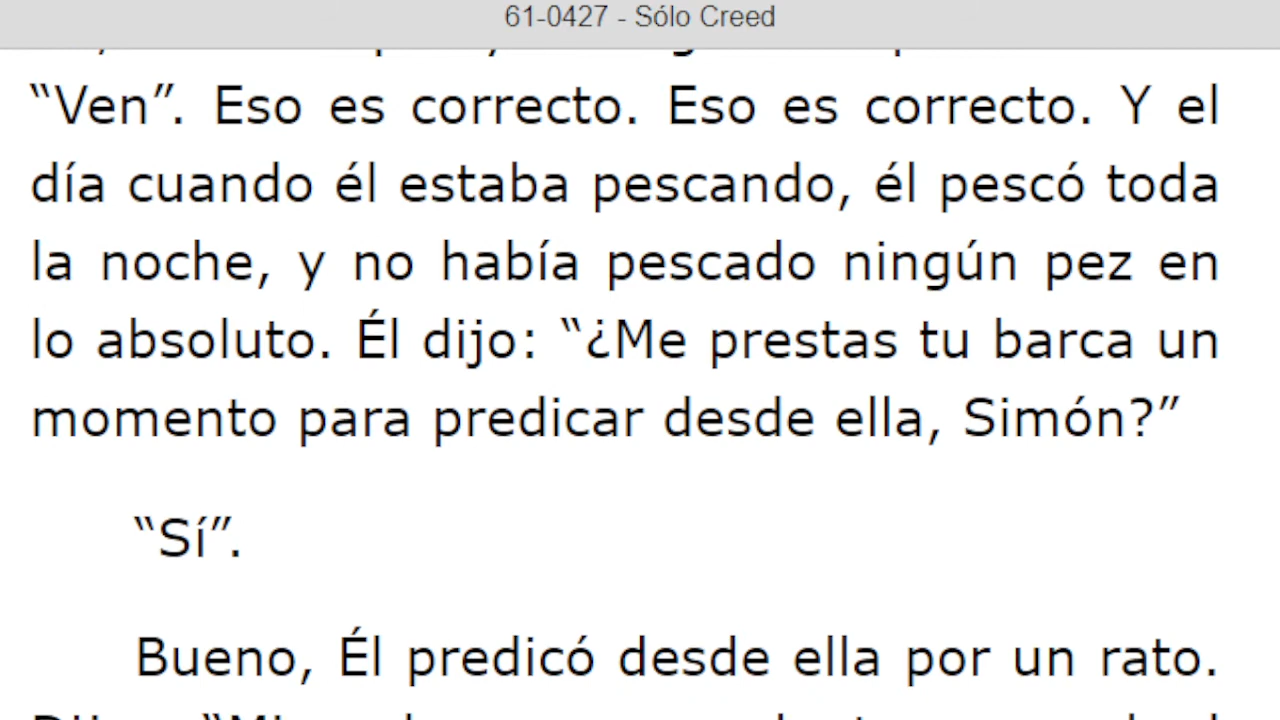 61-0427 - Sólo Creed
“Ven”. Eso es correcto. Eso es correcto. Y el
día cuando él estaba pescando, él pescó toda
la noche, y no había pescado ningún pez en
lo absoluto. Él dijo: “¿Me prestas tu barca un
momento para predicar desde ella, Simón?”
“Sí”.
Bueno, Él predicó desde ella por un rato.